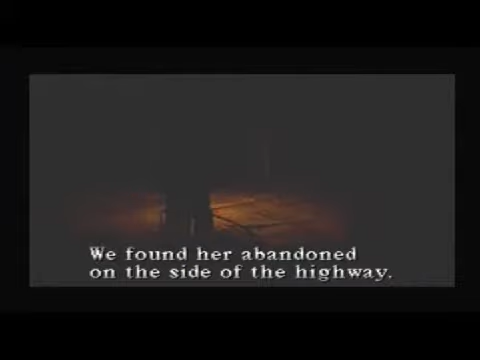 We found her abandoned
on the side of the highway.